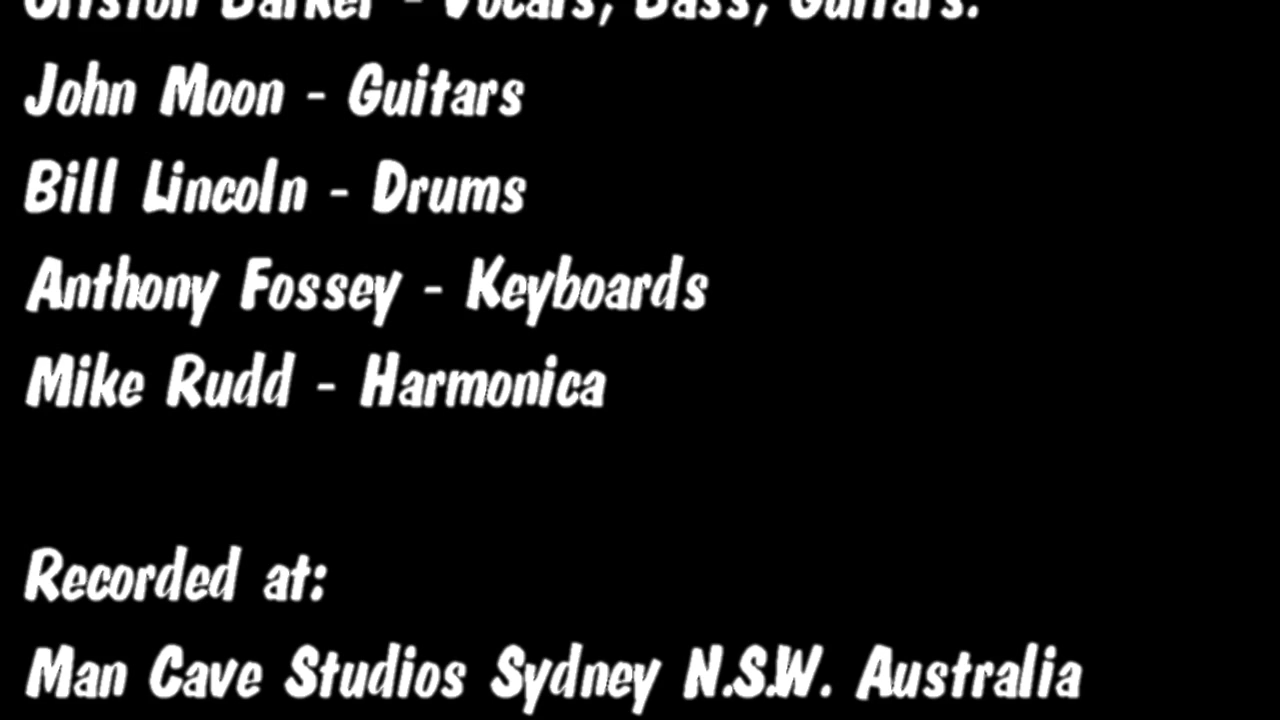 Barker - Vocals, Bass, Guitars.
John Moon - Guitars
Bill Lincoln - Drums
Anthony Fossey - Keyboards
Mike Rudd - Harmonica
Recorded at:
Man Cave Studios Sydney N.S.W. Australia